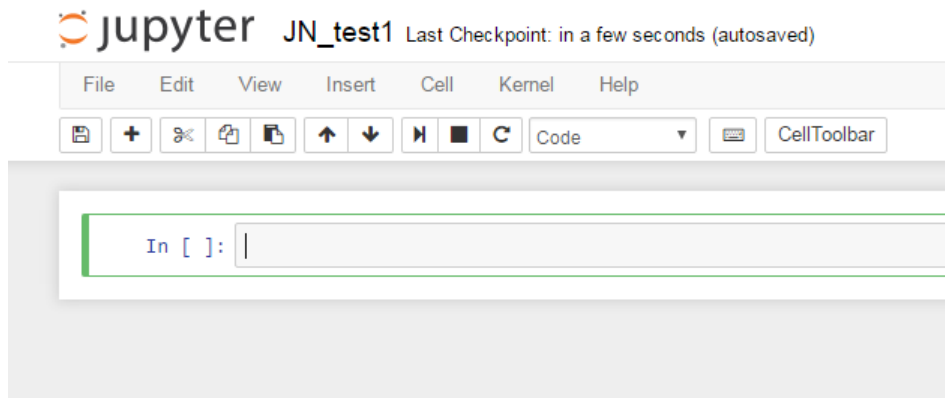 jupyter JN_test1 Last Checkpoint: in a few seconds (autosaved)
File Edit View Insert Cell Kernel Help
Code CellToolbar
In [ ]: